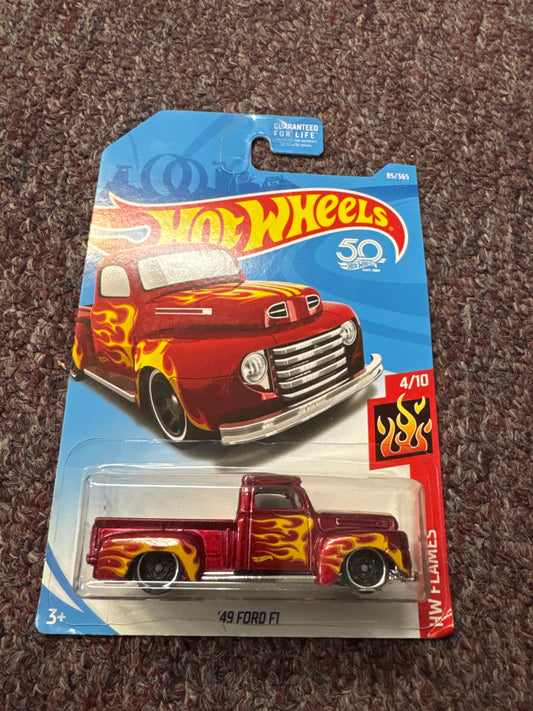 GUARANTEED
FOR LIFE
85/365
HOT WHEELS
50
4/10
HW FLAMES
3+
'49 FORD F1